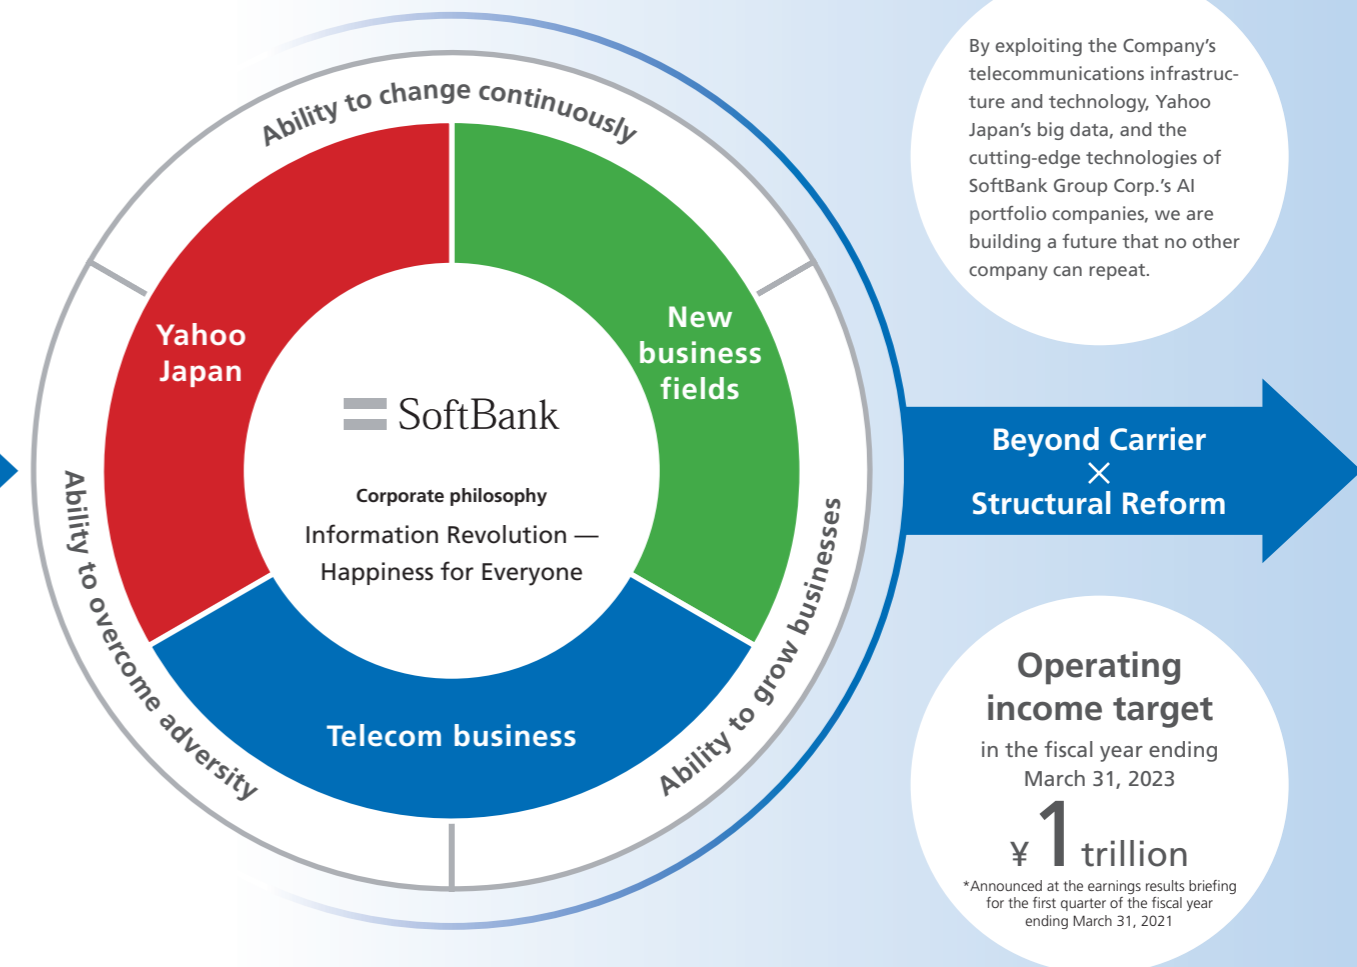 Ability to change continuously
Yahoo
Japan
New
business
fields
SoftBank
Corporate philosophy
Information Revolution —
Happiness for Everyone
Telecom business
Ability to overcome adversity
Ability to grow businesses
By exploiting the Company’s
telecommunications infrastruc-
ture and technology, Yahoo
Japan’s big data, and the
cutting-edge technologies of
SoftBank Group Corp.’s AI
portfolio companies, we are
building a future that no other
company can repeat.
Beyond Carrier
×
Structural Reform
Operating
income target
in the fiscal year ending
March 31, 2023
¥ 1 trillion
*Announced at the earnings results briefing
for the first quarter of the fiscal year
ending March 31, 2021